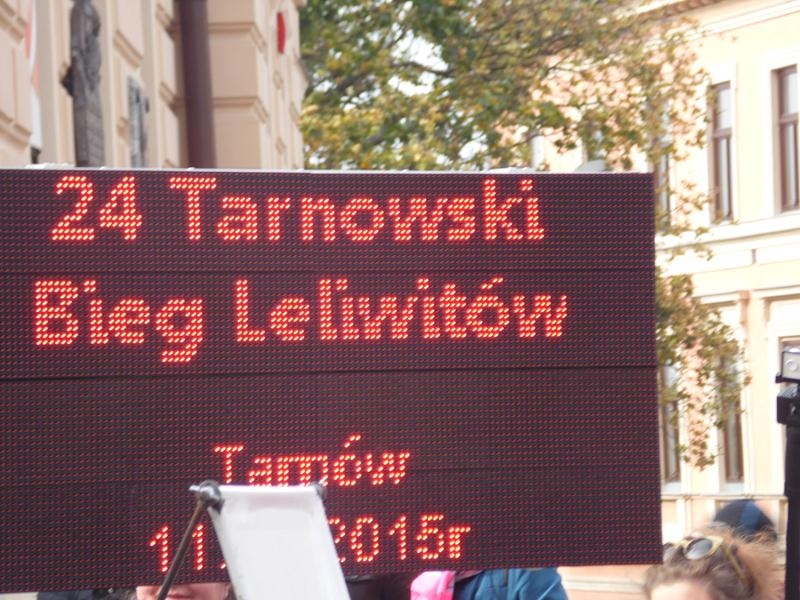 24 Tarnowski
Bieg Leliwitów
Tarnów
11. 2015r